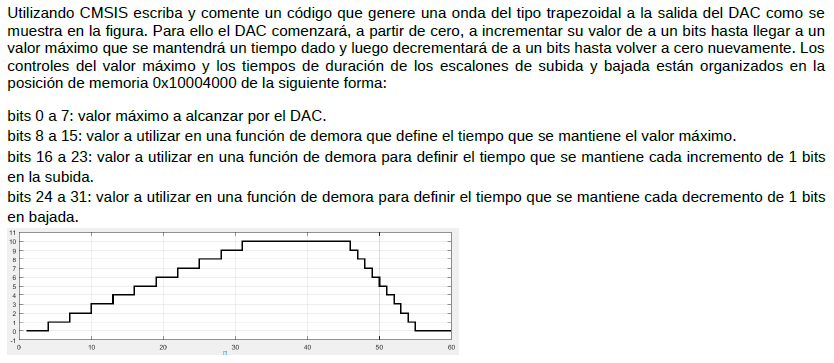 Utilizando CMSIS escriba y comente un código que genere una onda del tipo trapezoidal a la salida del DAC como se
muestra en la figura. Para ello el DAC comenzará, a partir de cero, a incrementar su valor de a un bits hasta llegar a un
valor máximo que se mantendrá un tiempo dado y luego decrementará de a un bits hasta volver a cero nuevamente. Los
controles del valor máximo y los tiempos de duración de los escalones de subida y bajada están organizados en la
posición de memoria 0x10004000 de la siguiente forma:
bits 0 a 7: valor máximo a alcanzar por el DAC.
bits 8 a 15: valor a utilizar en una función de demora que define el tiempo que se mantiene el valor máximo.
bits 16 a 23: valor a utilizar en una función de demora para definir el tiempo que se mantiene cada incremento de 1 bits
en la subida.
bits 24 a 31: valor a utilizar en una función de demora para definir el tiempo que se mantiene cada decremento de 1 bits
en bajada.
11
10
9
8
7
6
5
4
3
2
1
0
-1
0 10 20 30 40 50 60